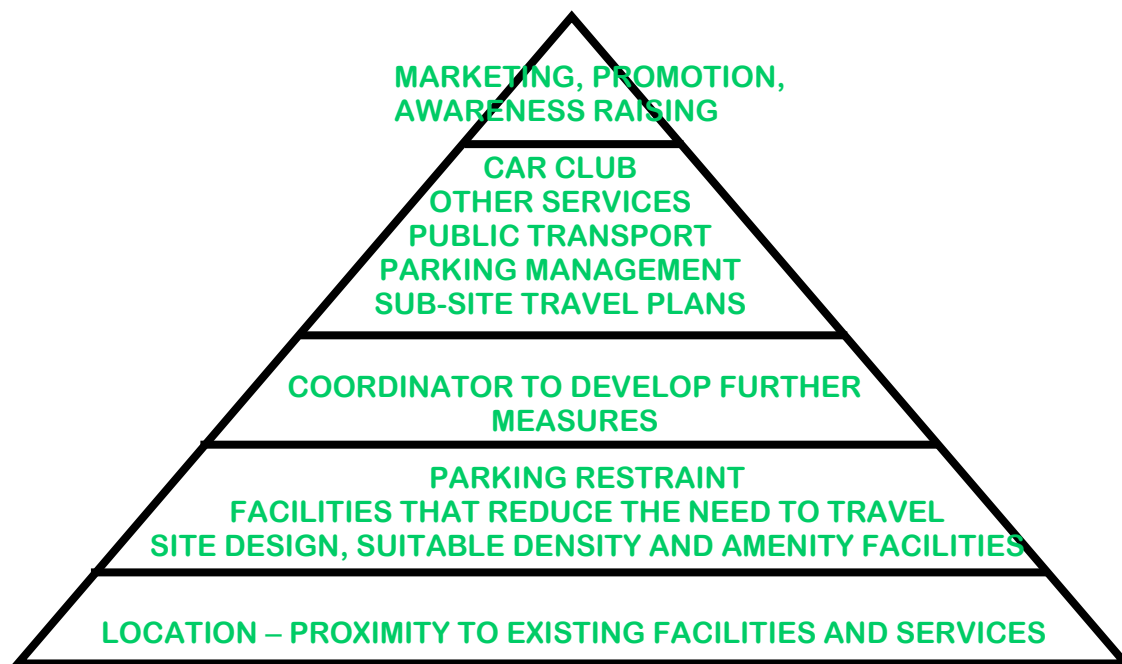 MARKETING, PROMOTION,
AWARENESS RAISING
CAR CLUB
OTHER SERVICES
PUBLIC TRANSPORT
PARKING MANAGEMENT
SUB-SITE TRAVEL PLANS
COORDINATOR TO DEVELOP FURTHER
MEASURES
PARKING RESTRAINT
FACILITIES THAT REDUCE THE NEED TO TRAVEL
SITE DESIGN, SUITABLE DENSITY AND AMENITY FACILITIES
LOCATION – PROXIMITY TO EXISTING FACILITIES AND SERVICES